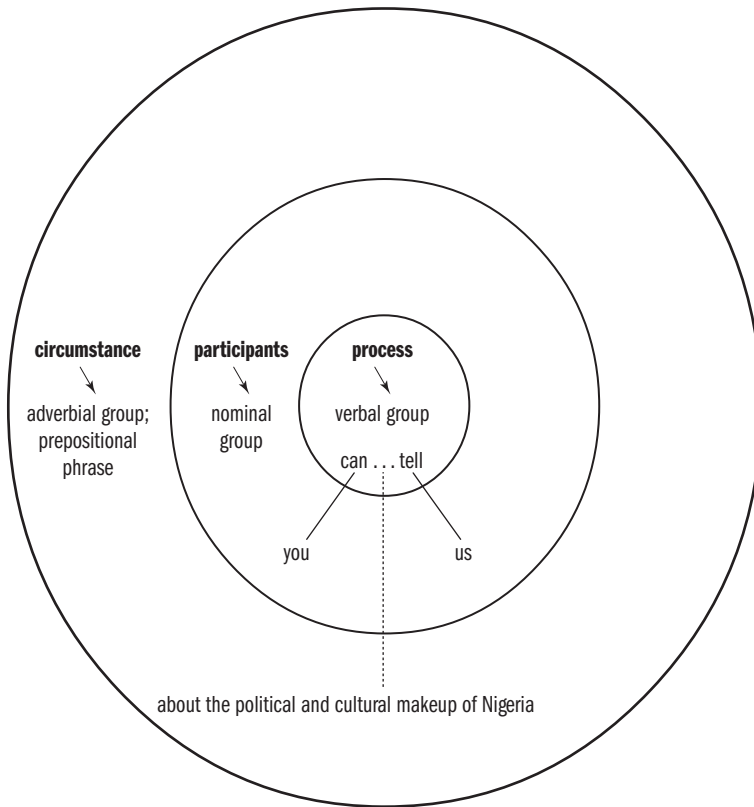 circumstance
adverbial group;
prepositional
phrase
participants
nominal
group
process
verbal group
can . . . tell
you
us
about the political and cultural makeup of Nigeria